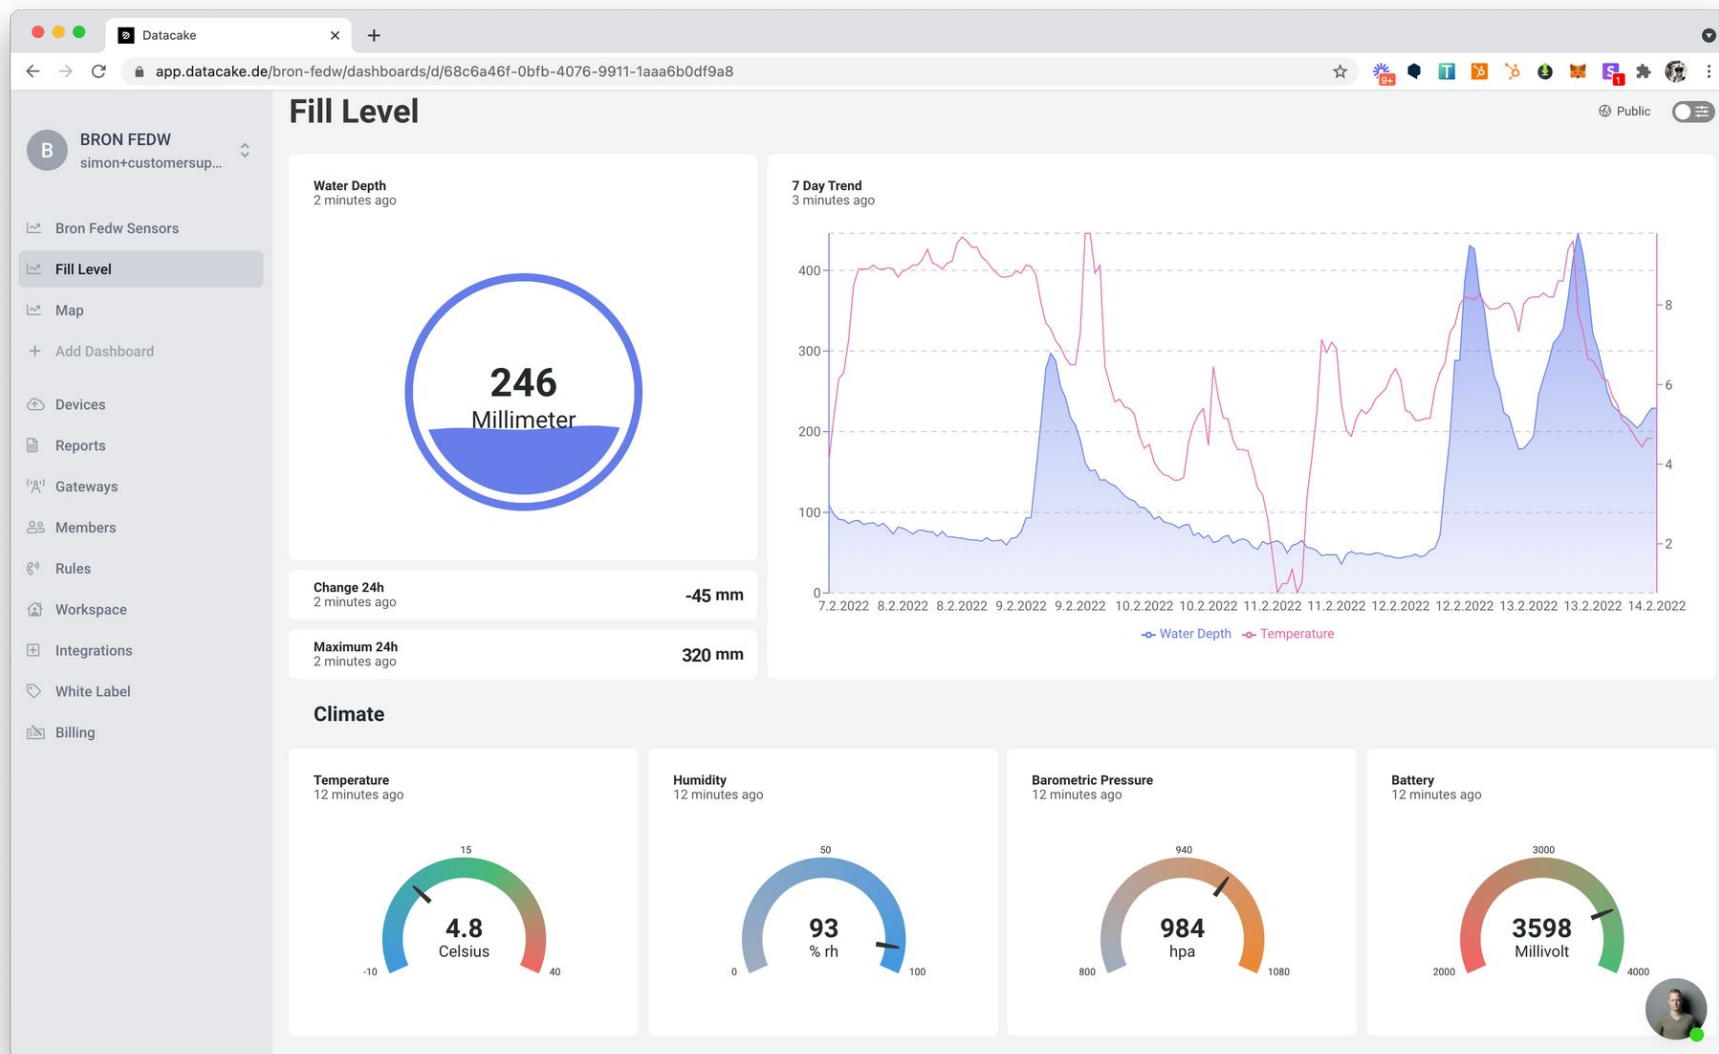 Datacake
app.datacake.de/bron-fedw/dashboards/d/68c6a46f-0bfb-4076-9911-1aaa6b0df9a8
9+
1
B
BRON FEDW
simon+customersup...
Bron Fedw Sensors
Fill Level
Map
Add Dashboard
Devices
Reports
Gateways
Members
Rules
Workspace
Integrations
White Label
Billing
Fill Level
Public
Water Depth
2 minutes ago
246
Millimeter
Change 24h
2 minutes ago
-45 mm
Maximum 24h
2 minutes ago
320 mm
7 Day Trend
3 minutes ago
400
300
200
100
0
8
6
4
2
7.2.2022 8.2.2022 8.2.2022 9.2.2022 9.2.2022 10.2.2022 10.2.2022 11.2.2022 11.2.2022 12.2.2022 12.2.2022 13.2.2022 13.2.2022 14.2.2022
Water Depth Temperature
Climate
Temperature
12 minutes ago
15
4.8
Celsius
-10 40
Humidity
12 minutes ago
50
93
% rh
0 100
Barometric Pressure
12 minutes ago
940
984
hpa
800 1080
Battery
12 minutes ago
3000
3598
Millivolt
2000 4000